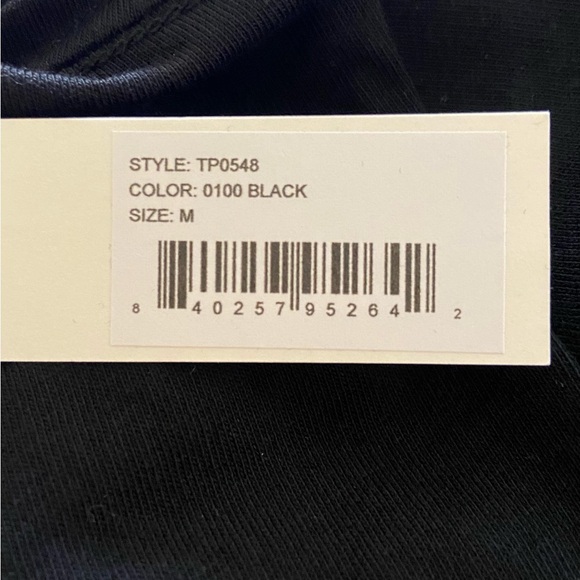 STYLE: TP0548
COLOR: 0100 BLACK
SIZE: M
8 40257 95264 2